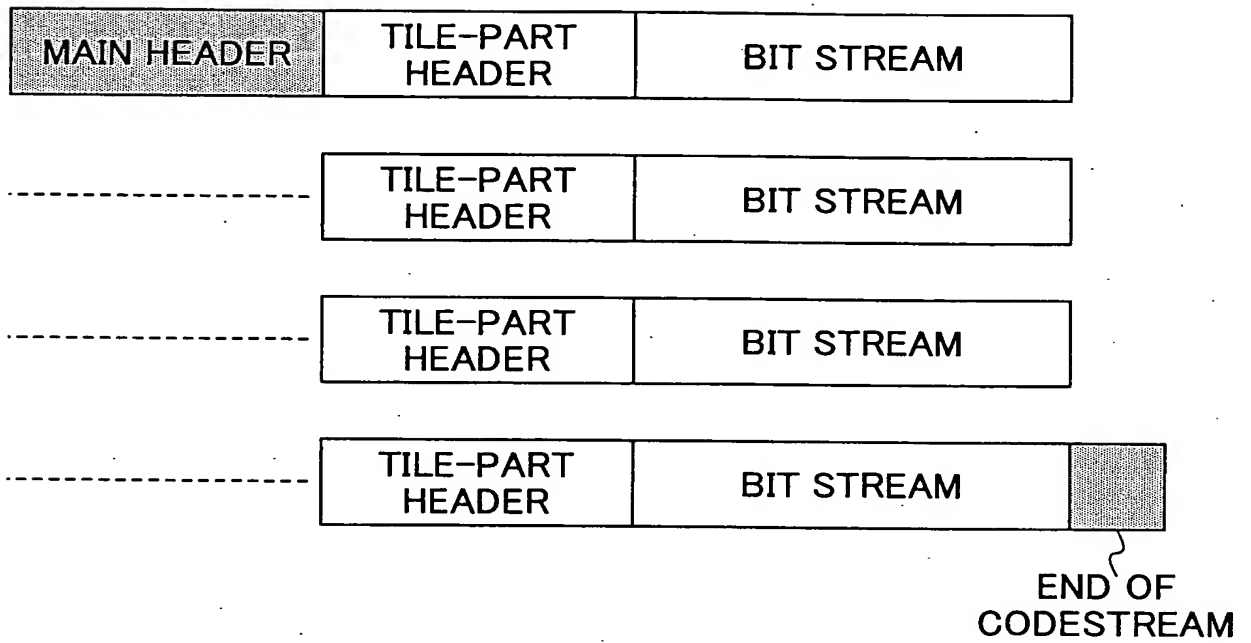 MAIN HEADER
TILE-PART
HEADER
BIT STREAM
TILE-PART
HEADER
BIT STREAM
TILE-PART
HEADER
BIT STREAM
TILE-PART
HEADER
BIT STREAM
END OF
CODESTREAM